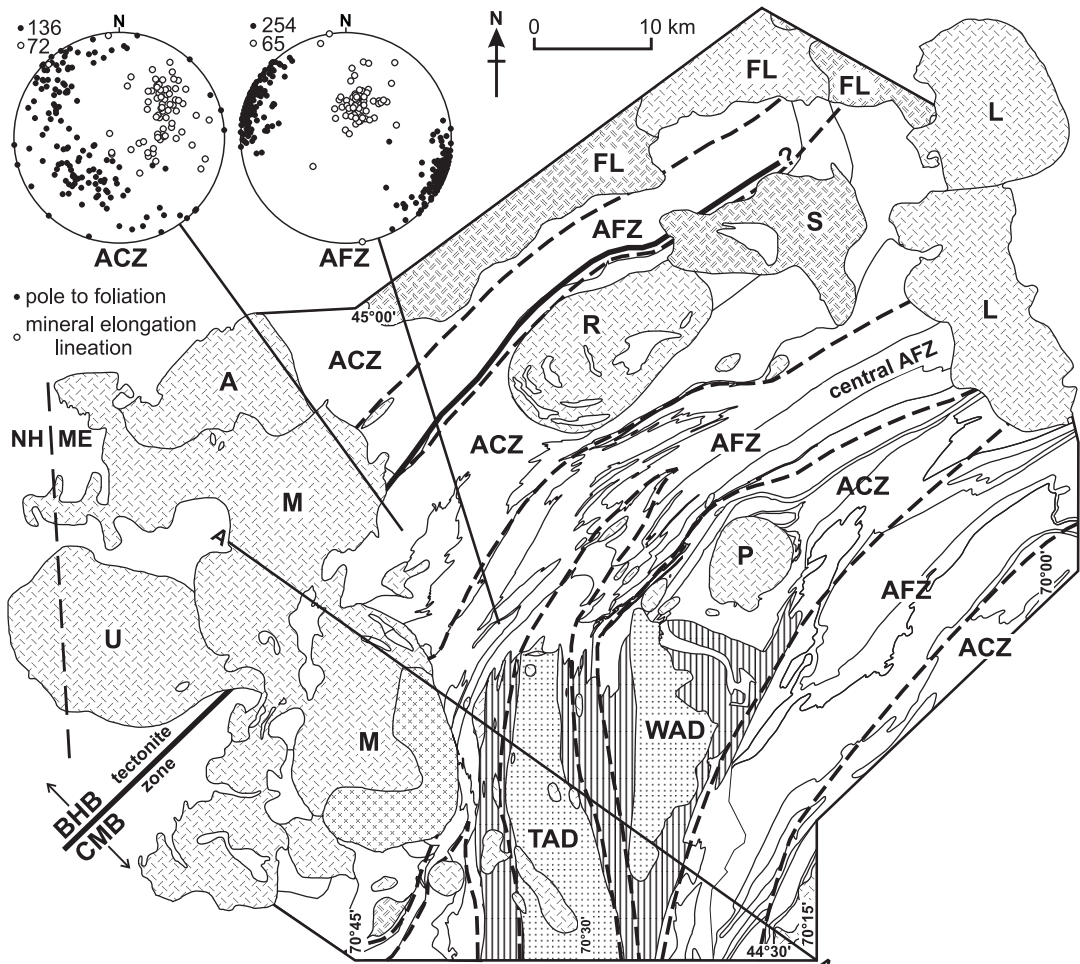 136
72
N
254
65
N
N
0 10 km
ACZ
AFZ
pole to foliation
mineral elongation
lineation
FL
FL
L
FL
AFZ
?
S
45°00'
R
L
ACZ
A
central AFZ
NH
ME
ACZ
AFZ
ACZ
M
A
P
70°00'
AFZ
U
ACZ
WAD
M
tectonite
zone
BHB
CMB
TAD
70°45'
70°30'
44°30'
70°15'